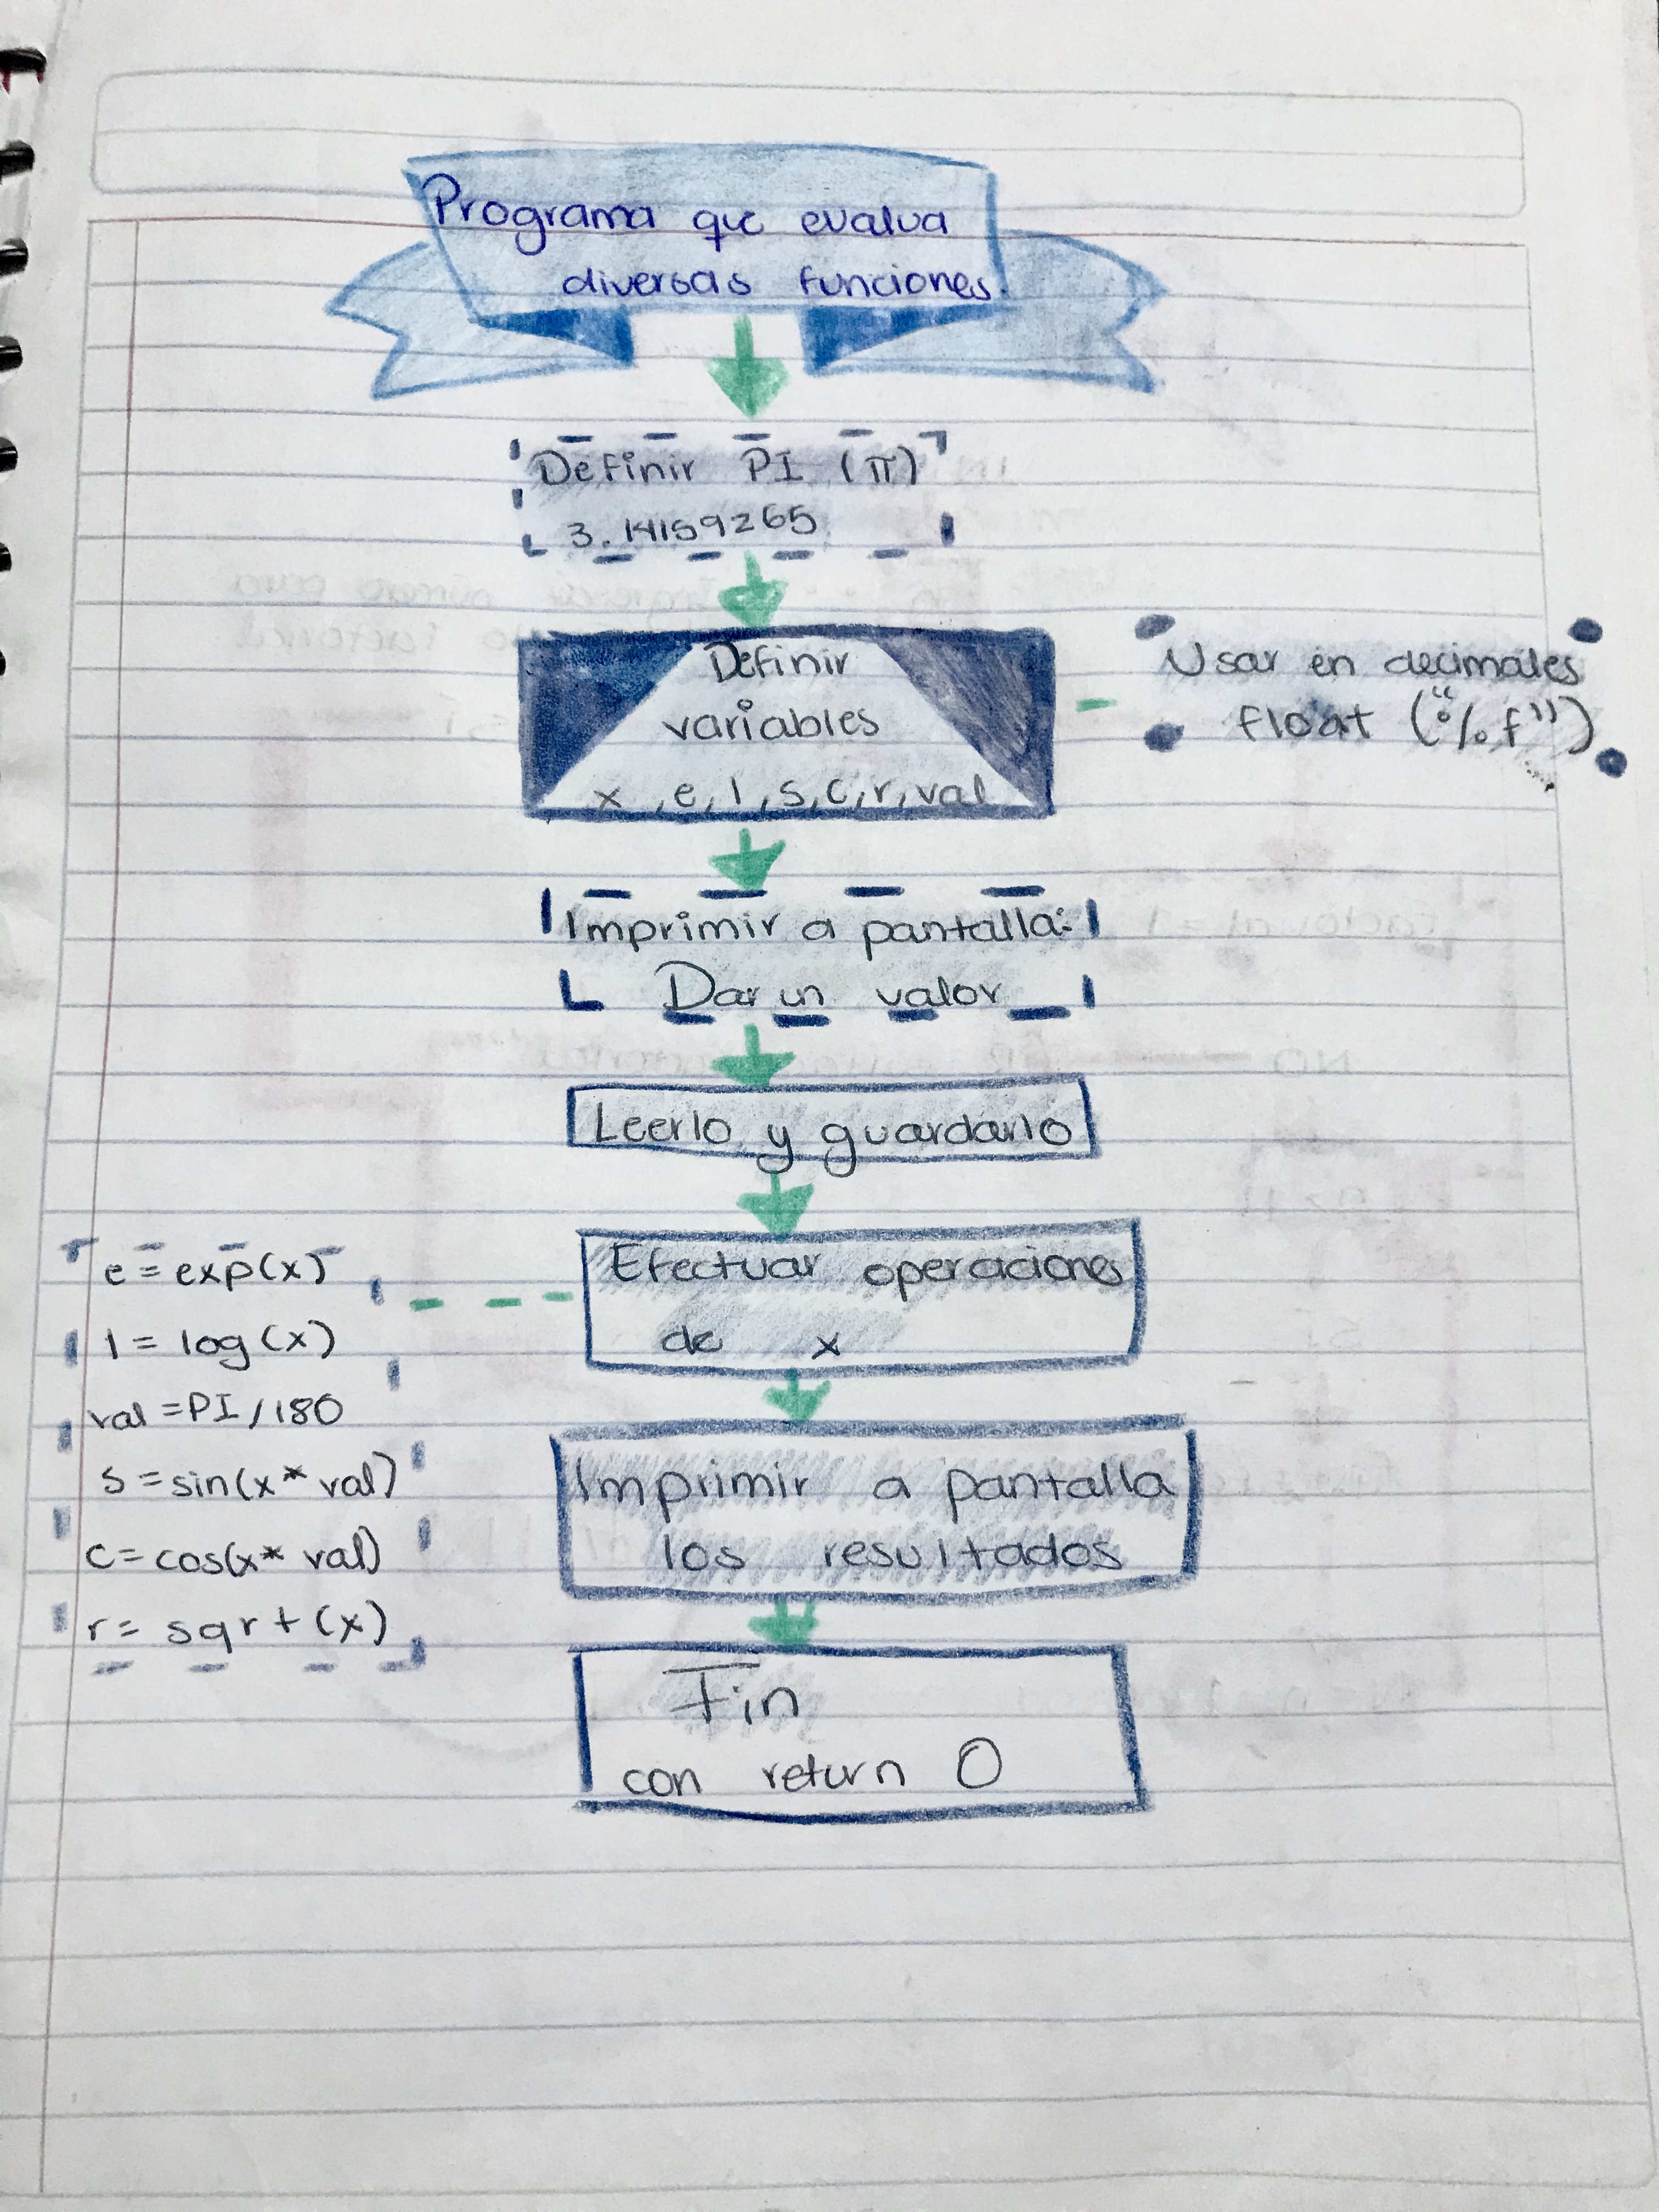 Programa que evalua
diversas funciones.
Definir PI (π)
3.14159265
Definir
variables
x, e, l, s, c, r, val
Usar en decimales
float ("%f")
Imprimir a pantalla:
Dar un valor
Leerlo y guardarlo
Efectuar operaciones
de x
e = exp(x)
l = log(x)
val = PI/180
s = sin(x* val)
c = cos(x* val)
r = sqrt(x)
Imprimir a pantalla
los resultados
Fin
con return 0